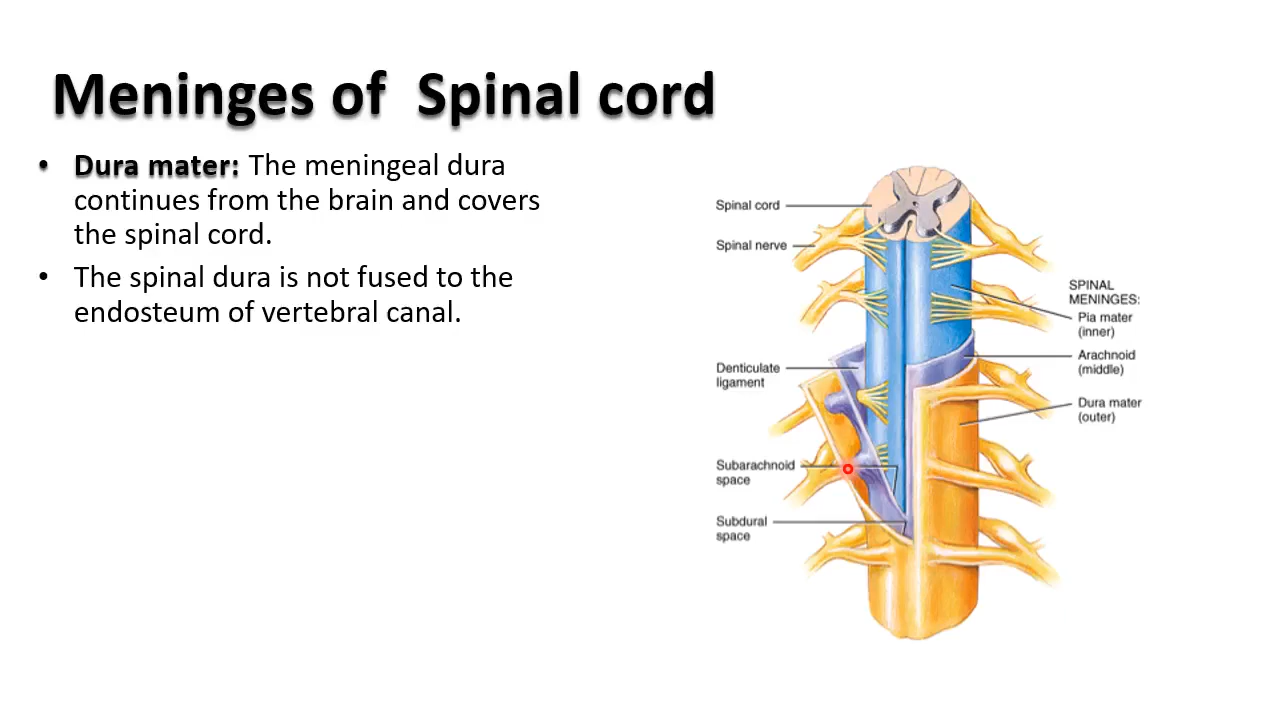 Meninges of  Spinal cord
• Dura mater: The meningeal dura
continues from the brain and covers
the spinal cord.
• The spinal dura is not fused to the
endosteum of vertebral canal.
Spinal cord
Spinal nerve
Denticulate
ligament
Subarachnoid
space
Subdural
space
SPINAL
MENINGES:
Pia mater
(inner)
Arachnoid
(middle)
Dura mater
(outer)